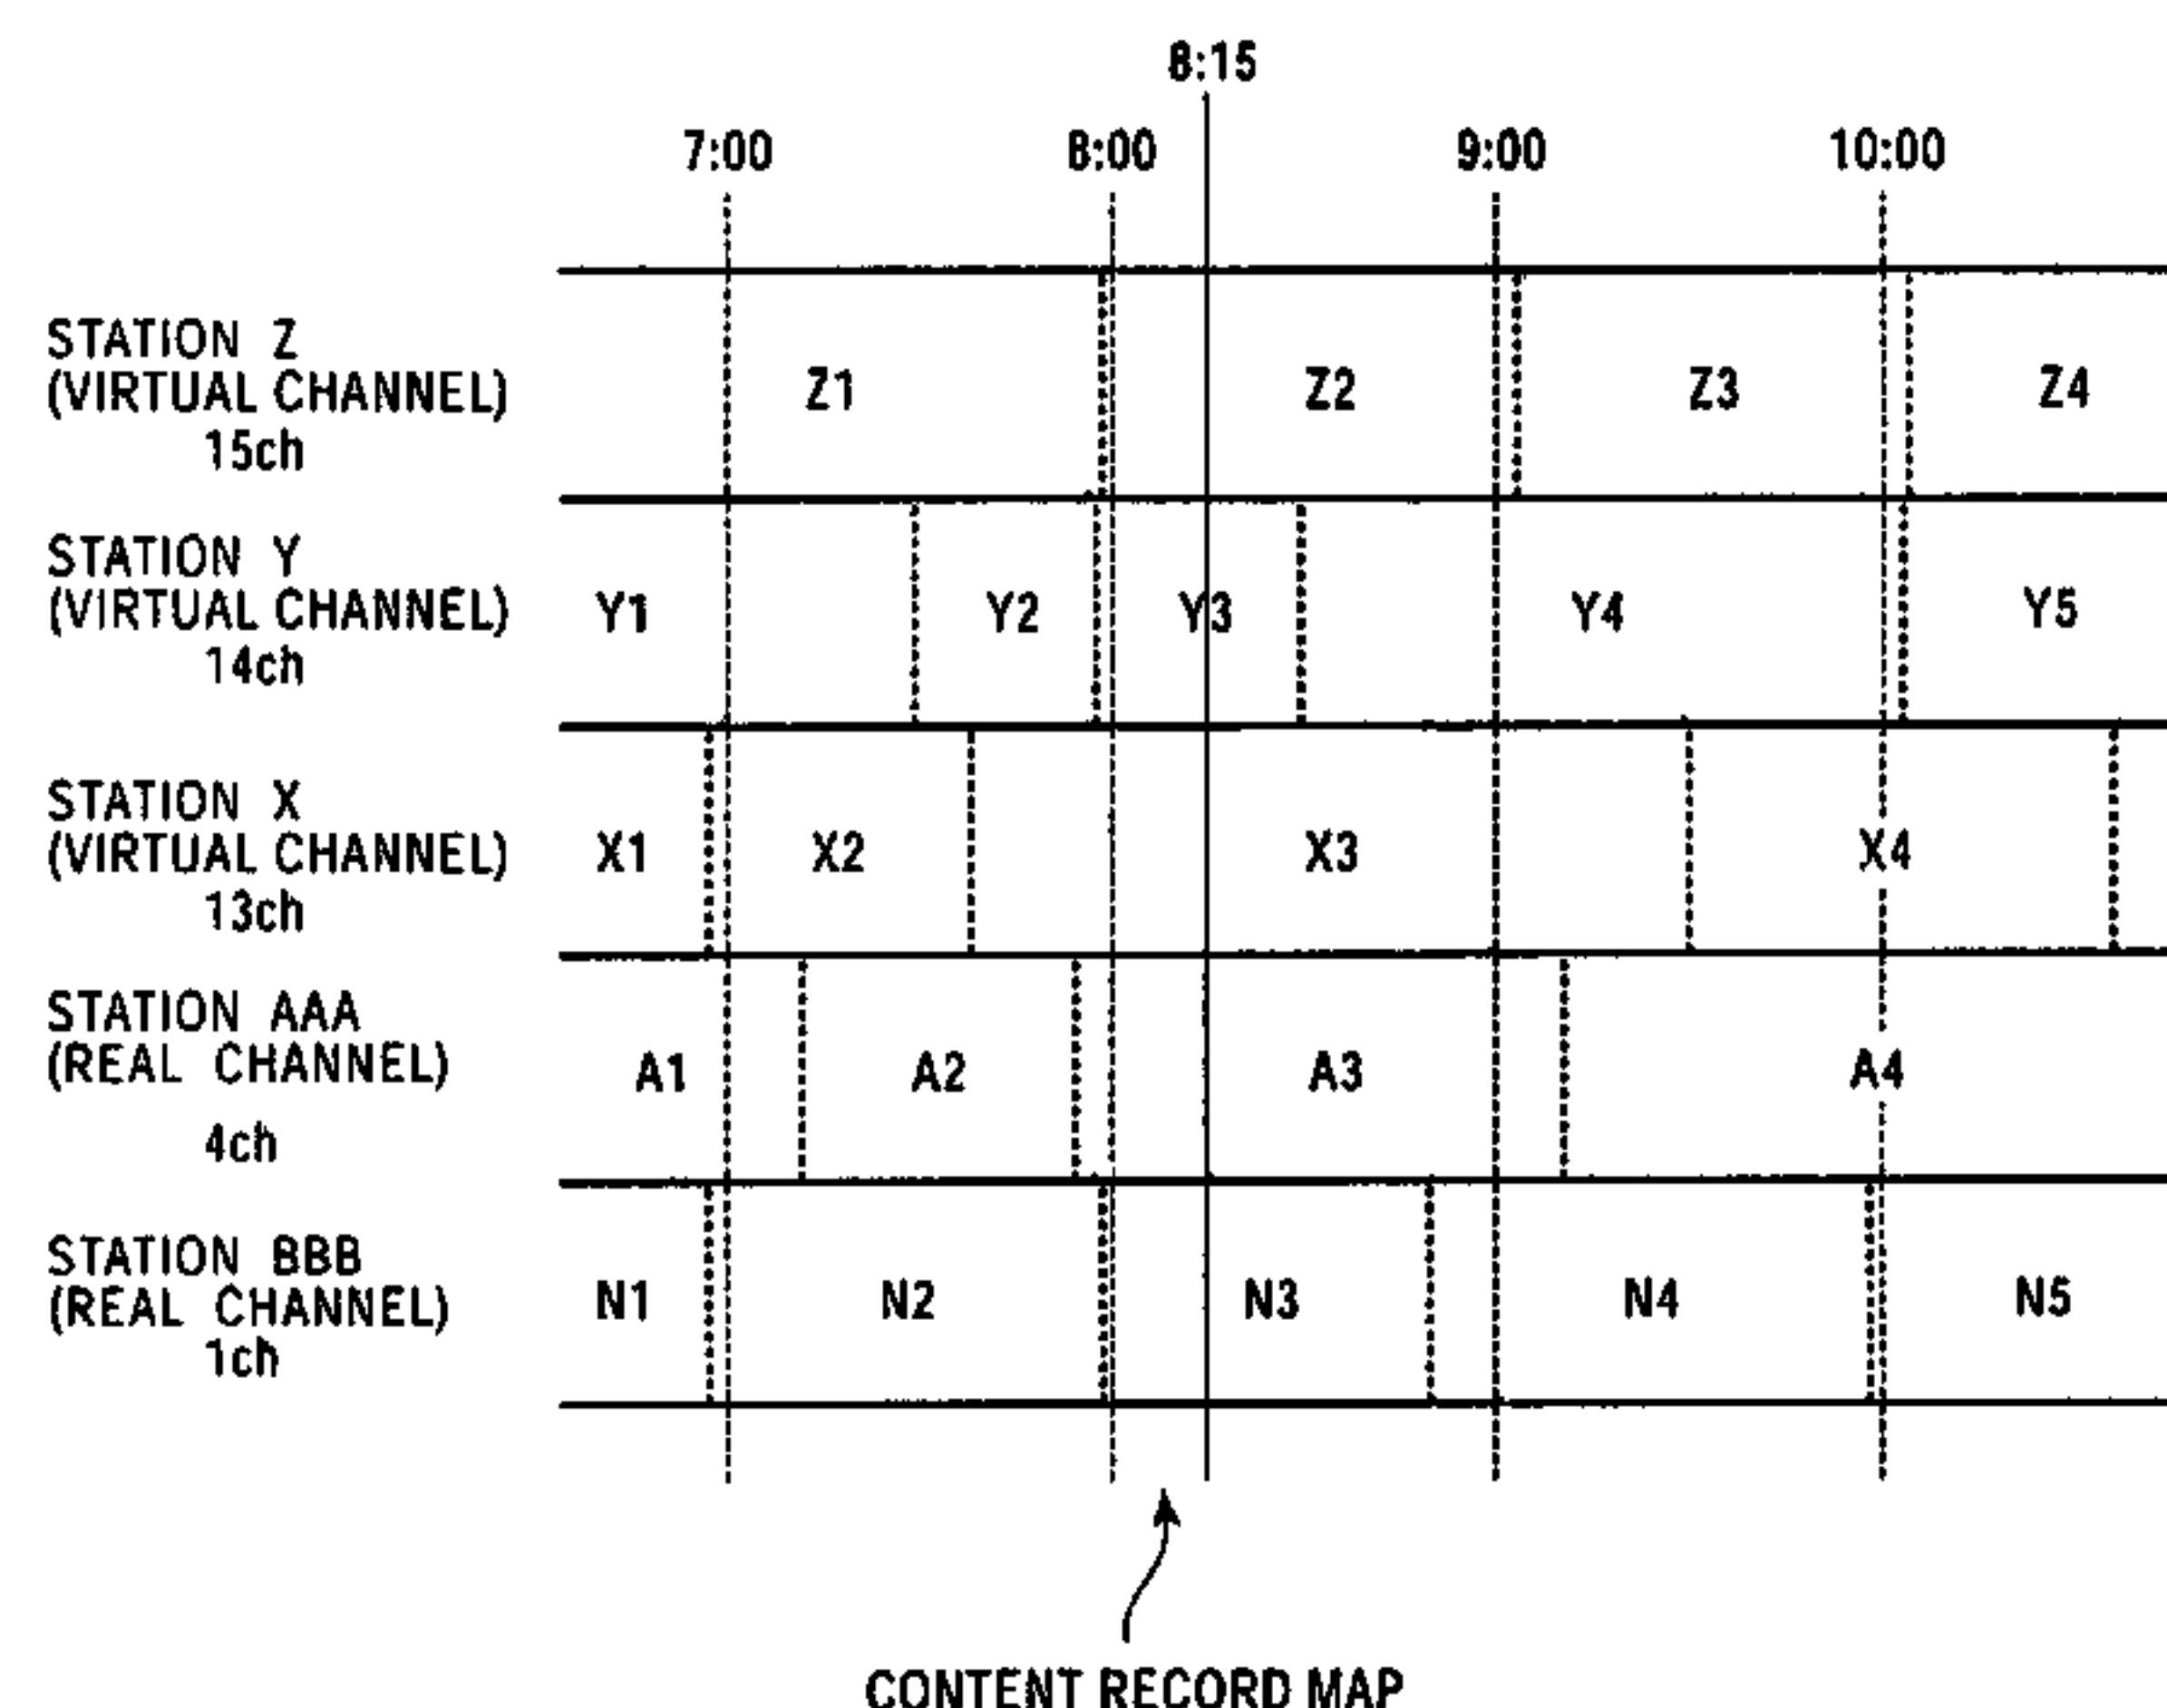 8:15
7:00 8:00 9:00 10:00
STATION Z
(VIRTUAL CHANNEL)
15ch
Z1 Z2 Z3 Z4
STATION Y
(VIRTUAL CHANNEL)
14ch
Y1 Y2 Y3 Y4 Y5
STATION X
(VIRTUAL CHANNEL)
13ch
X1 X2 X3 X4
STATION AAA
(REAL CHANNEL)
4ch
A1 A2 A3 A4
STATION BBB
(REAL CHANNEL)
1ch
N1 N2 N3 N4 N5
CONTENT RECORD MAP